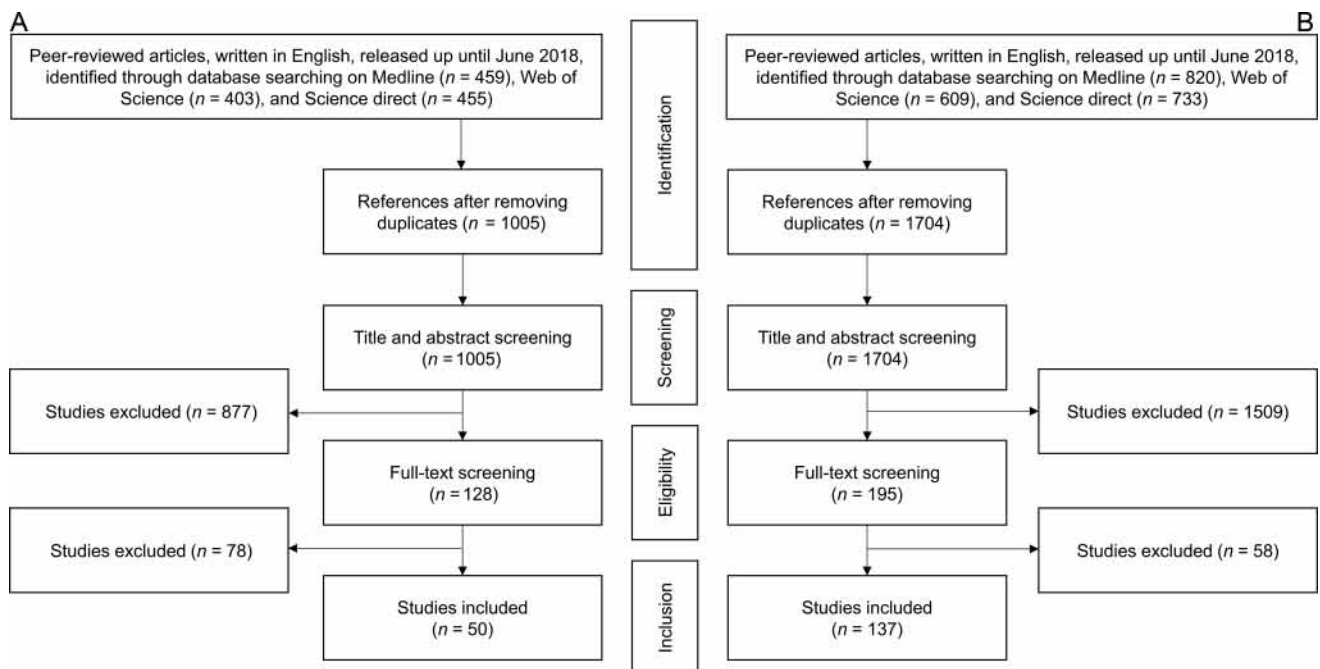 A
Peer-reviewed articles, written in English, released up until June 2018,
identified through database searching on Medline (n = 459), Web of
Science (n = 403), and Science direct (n = 455)
References after removing
duplicates (n = 1005)
Title and abstract screening
(n = 1005)
Studies excluded (n = 877)
Full-text screening
(n = 128)
Studies excluded (n = 78)
Studies included
(n = 50)
Identification
Screening
Eligibility
Inclusion
B
Peer-reviewed articles, written in English, released up until June 2018,
identified through database searching on Medline (n = 820), Web of
Science (n = 609), and Science direct (n = 733)
References after removing
duplicates (n = 1704)
Title and abstract screening
(n = 1704)
Studies excluded (n = 1509)
Full-text screening
(n = 195)
Studies excluded (n = 58)
Studies included
(n = 137)